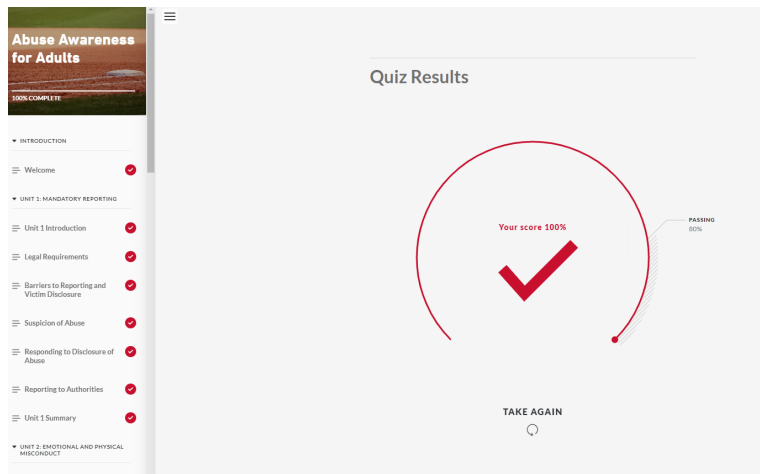 Abuse Awareness
for Adults
100% COMPLETE
INTRODUCTION
Welcome
UNIT 1: MANDATORY REPORTING
Unit 1 Introduction
Legal Requirements
Barriers to Reporting and
Victim Disclosure
Suspicion of Abuse
Responding to Disclosure of
Abuse
Reporting to Authorities
Unit 1 Summary
UNIT 2: EMOTIONAL AND PHYSICAL
MISCONDUCT
Quiz Results
Your score 100%
PASSING
80%
TAKE AGAIN